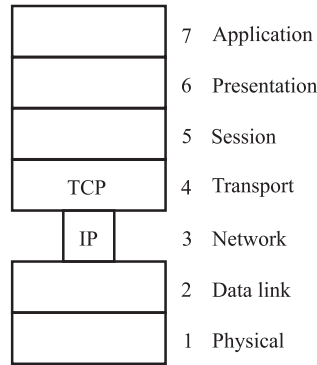 7 Application
6 Presentation
5 Session
TCP 4 Transport
IP 3 Network
2 Data link
1 Physical